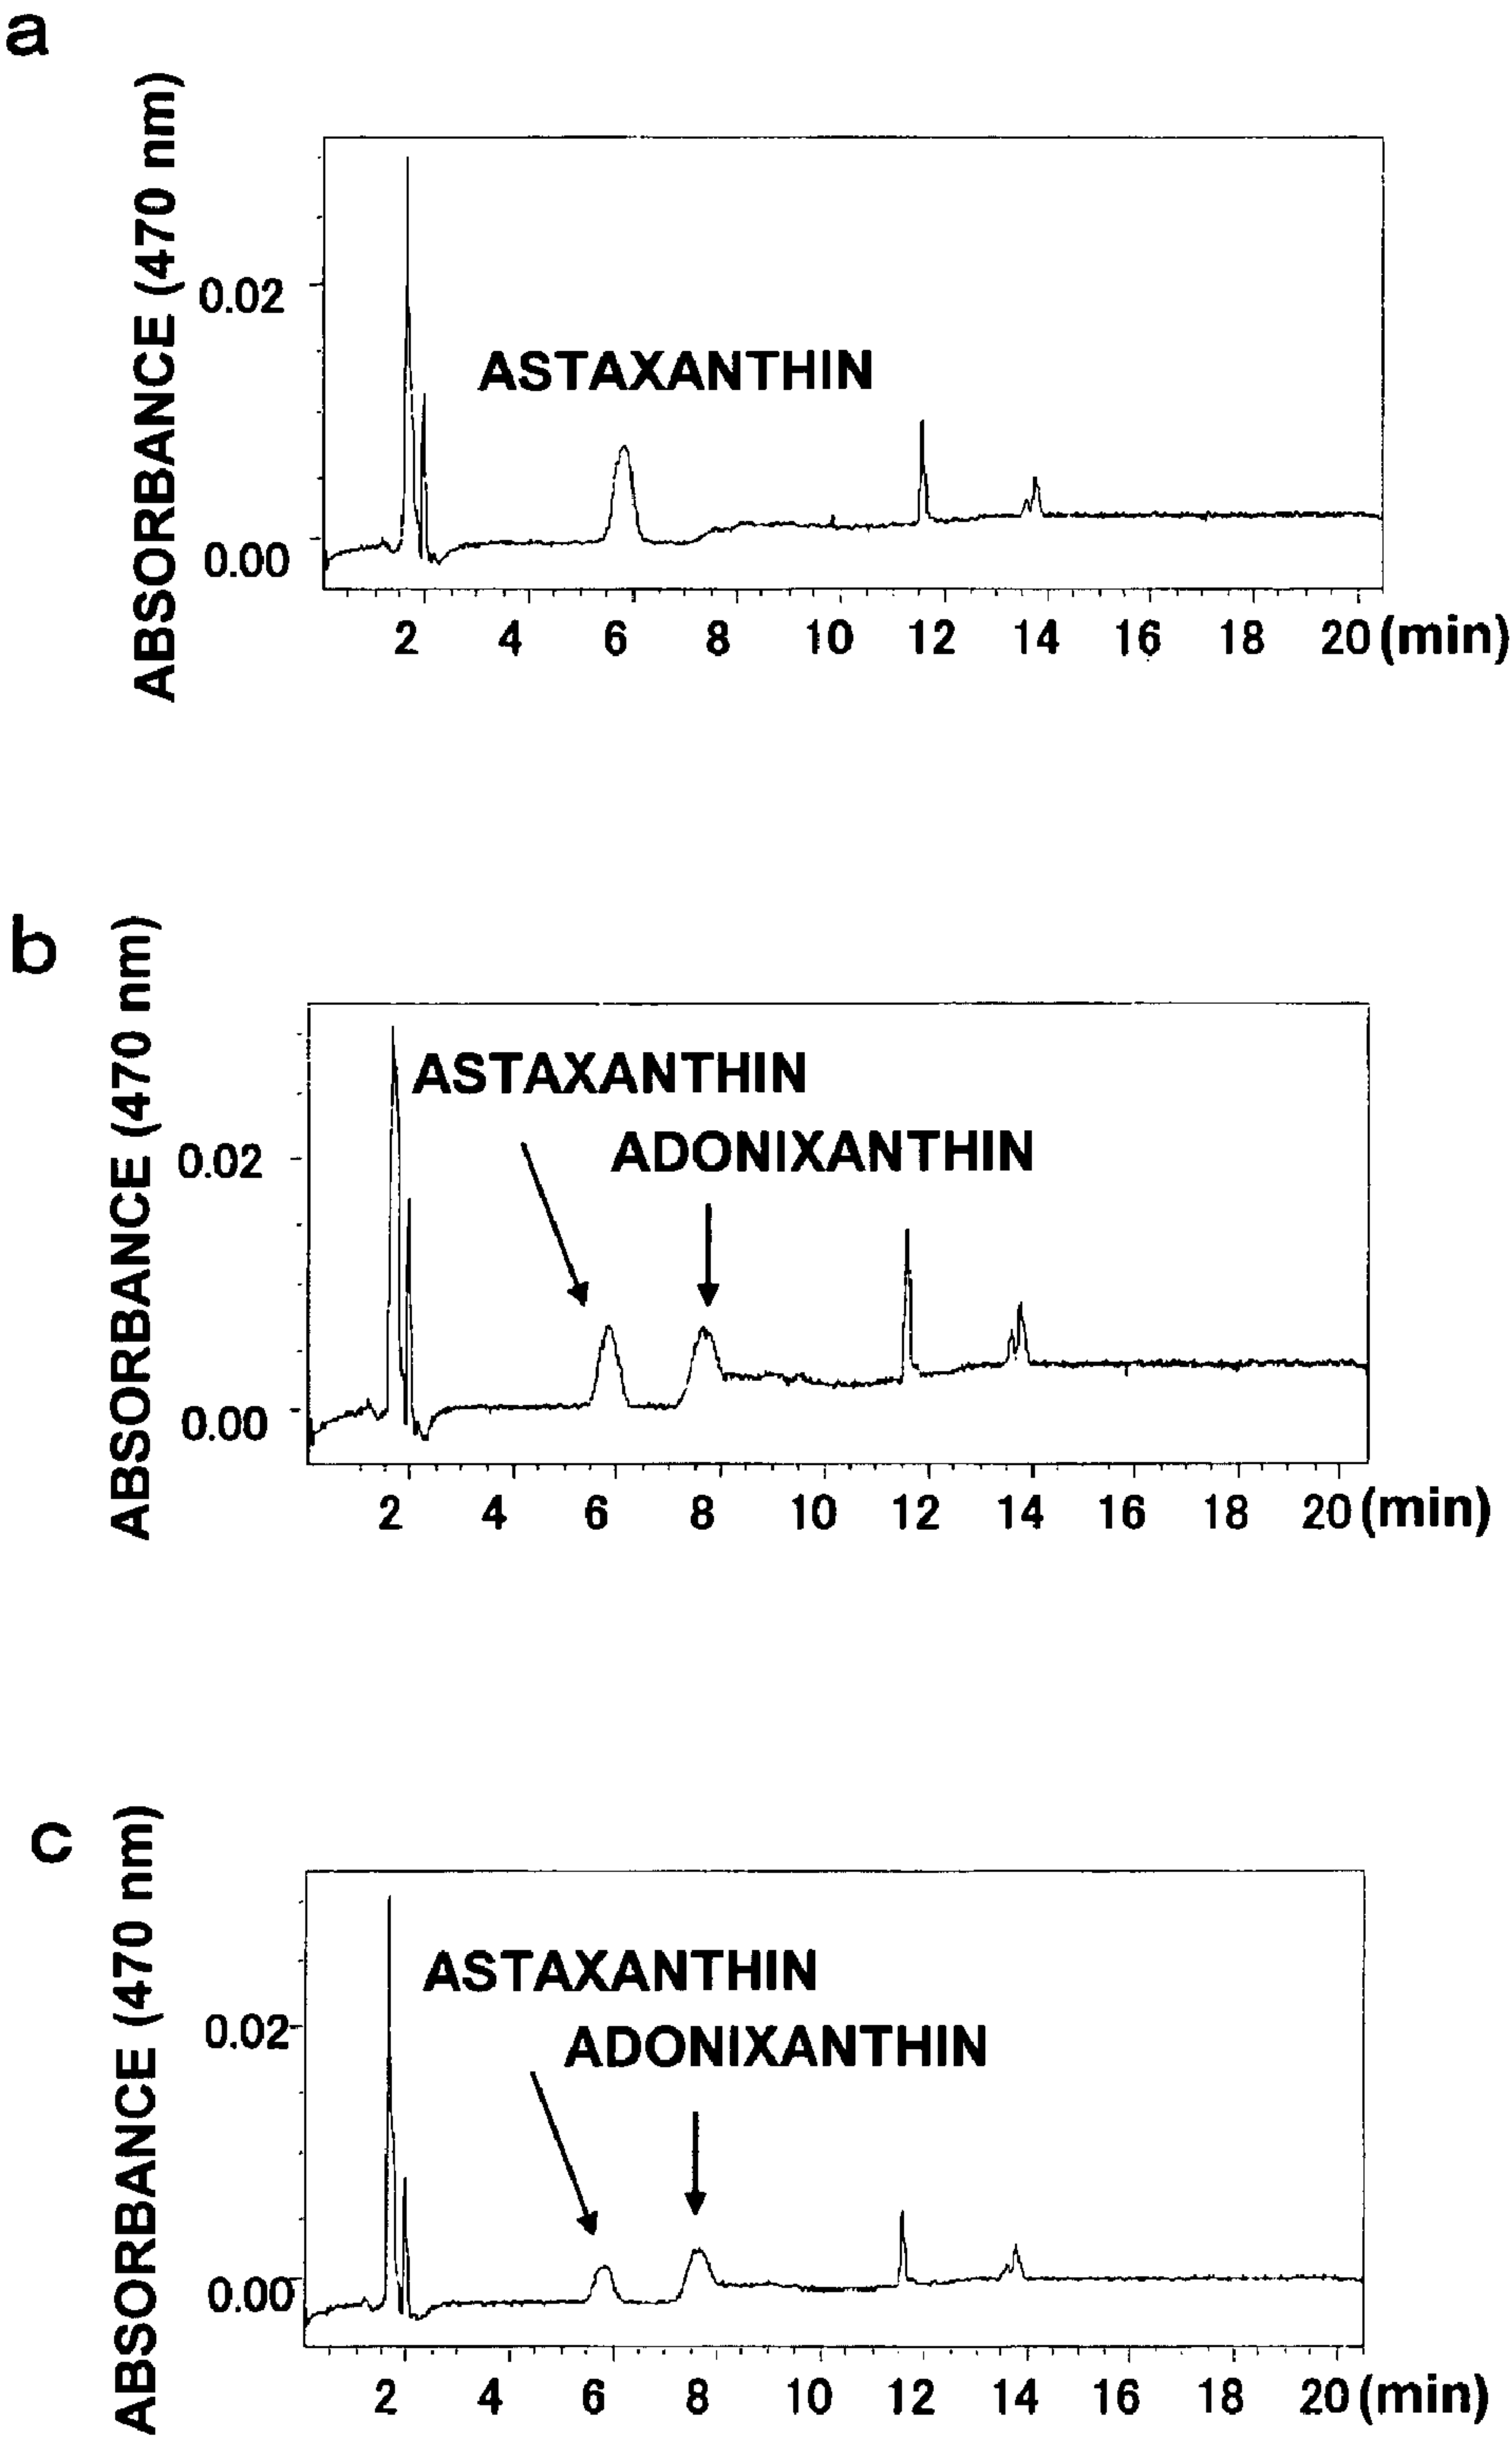 a
ABSORBANCE (470 nm)
0.02
ASTAXANTHIN
0.00
2 4 6 8 10 12 14 16 18 20 (min)
b
ABSORBANCE (470 nm)
ASTAXANTHIN
0.02
ADONIXANTHIN
0.00
2 4 6 8 10 12 14 16 18 20 (min)
c
ABSORBANCE (470 nm)
ASTAXANTHIN
0.02
ADONIXANTHIN
0.00
2 4 6 8 10 12 14 16 18 20 (min)